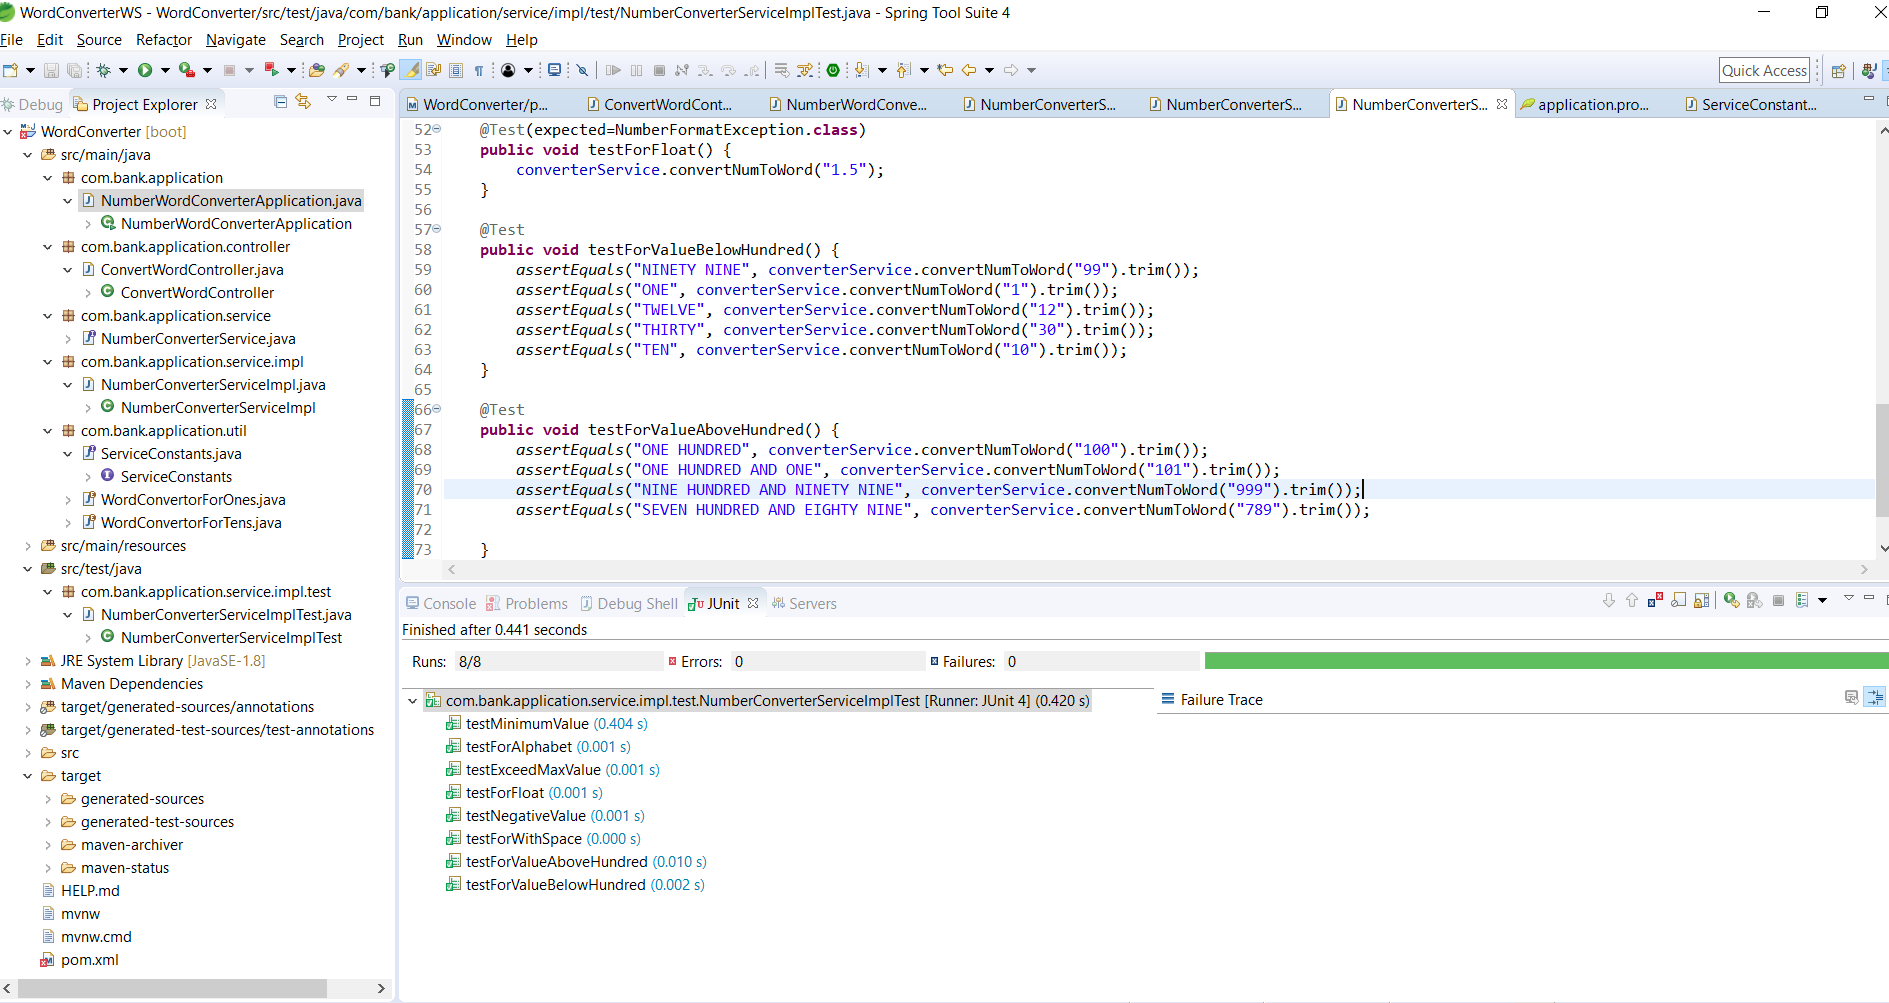 WordConverterWS - WordConverter/src/test/java/com/bank/application/service/impl/test/NumberConverterServiceImplTest.java - Spring Tool Suite 4
File Edit Source Refactor Navigate Search Project Run Window Help
Quick Access
Debug Project Explorer
WordConverter [boot]
src/main/java
com.bank.application
NumberWordConverterApplication.java
NumberWordConverterApplication
com.bank.application.controller
ConvertWordController.java
ConvertWordController
com.bank.application.service
NumberConverterService.java
com.bank.application.service.impl
NumberConverterServiceImpl.java
NumberConverterServiceImpl
com.bank.application.util
ServiceConstants.java
ServiceConstants
WordConvertorForOnes.java
WordConvertorForTens.java
src/main/resources
src/test/java
com.bank.application.service.impl.test
NumberConverterServiceImplTest.java
NumberConverterServiceImplTest
JRE System Library [JavaSE-1.8]
Maven Dependencies
target/generated-sources/annotations
target/generated-test-sources/test-annotations
src
target
generated-sources
generated-test-sources
maven-archiver
maven-status
HELP.md
mvnw
mvnw.cmd
pom.xml
WordConverter/p... ConvertWordCont... NumberWordConve... NumberConverterS... NumberConverterS... NumberConverterS... application.pro... ServiceConstant...
52 @Test(expected=NumberFormatException.class)
53 public void testForFloat() {
54 converterService.convertNumToWord("1.5");
55 }
56
57 @Test
58 public void testForValueBelowHundred() {
59 assertEquals("NINETY NINE", converterService.convertNumToWord("99").trim());
60 assertEquals("ONE", converterService.convertNumToWord("1").trim());
61 assertEquals("TWELVE", converterService.convertNumToWord("12").trim());
62 assertEquals("THIRTY", converterService.convertNumToWord("30").trim());
63 assertEquals("TEN", converterService.convertNumToWord("10").trim());
64 }
65
66 @Test
67 public void testForValueAboveHundred() {
68 assertEquals("ONE HUNDRED", converterService.convertNumToWord("100").trim());
69 assertEquals("ONE HUNDRED AND ONE", converterService.convertNumToWord("101").trim());
70 assertEquals("NINE HUNDRED AND NINETY NINE", converterService.convertNumToWord("999").trim());
71 assertEquals("SEVEN HUNDRED AND EIGHTY NINE", converterService.convertNumToWord("789").trim());
72
73 }
Console Problems Debug Shell JUnit Servers
Finished after 0.441 seconds
Runs: 8/8 Errors: 0 Failures: 0
com.bank.application.service.impl.test.NumberConverterServiceImplTest [Runner: JUnit 4] (0.420 s)
testMinimumValue (0.404 s)
testForAlphabet (0.001 s)
testExceedMaxValue (0.001 s)
testForFloat (0.001 s)
testNegativeValue (0.001 s)
testForWithSpace (0.000 s)
testForValueAboveHundred (0.010 s)
testForValueBelowHundred (0.002 s)
Failure Trace